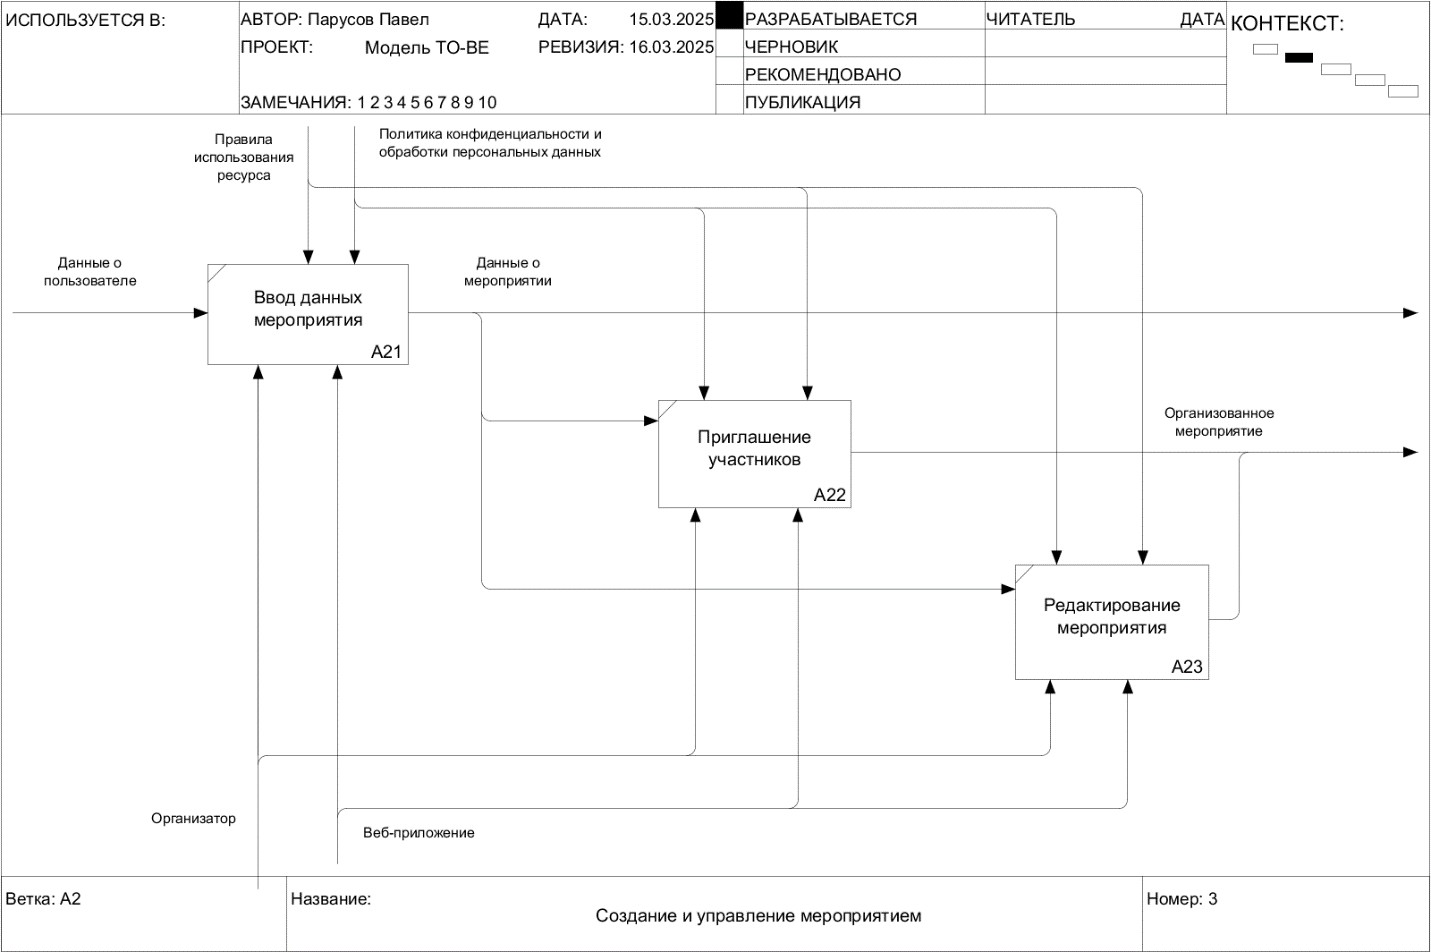 ИСПОЛЬЗУЕТСЯ В:
АВТОР: Парусов Павел
ДАТА: 15.03.2025
ПРОЕКТ: Модель TO-BE
РЕВИЗИЯ: 16.03.2025
ЗАМЕЧАНИЯ: 1 2 3 4 5 6 7 8 9 10
РАЗРАБАТЫВАЕТСЯ
ЧЕРНОВИК
РЕКОМЕНДОВАНО
ПУБЛИКАЦИЯ
ЧИТАТЕЛЬ
ДАТА
КОНТЕКСТ:
Правила
использования
ресурса
Политика конфиденциальности и
обработки персональных данных
Данные о
пользователе
Ввод данных
мероприятия
A21
Данные о
мероприятии
Приглашение
участников
A22
Организованное
мероприятие
Редактирование
мероприятия
A23
Организатор
Веб-приложение
Ветка: A2
Название:
Создание и управление мероприятием
Номер: 3